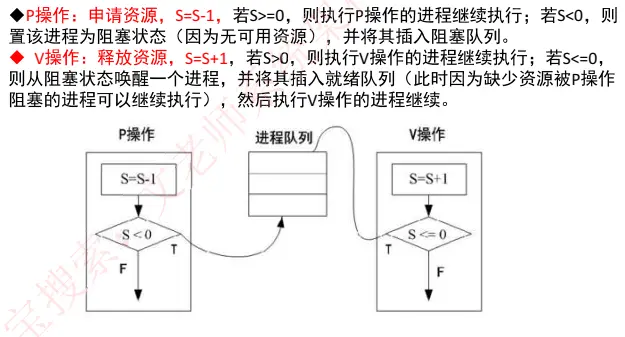 ◆P操作：申请资源，S=S-1，若S>=0，则执行P操作的进程继续执行；若S<0，则
置该进程为阻塞状态（因为无可用资源），并将其插入阻塞队列。
◆ V操作：释放资源，S=S+1，若S>0，则执行V操作的进程继续执行；若S<=0，
则从阻塞状态唤醒一个进程，并将其插入就绪队列（此时因为缺少资源被P操作
阻塞的进程可以继续执行），然后执行V操作的进程继续。
P操作
进程队列
V操作
S=S-1
S=S+1
S < 0
S <= 0
T
T
F
F
宝搜索
文老师